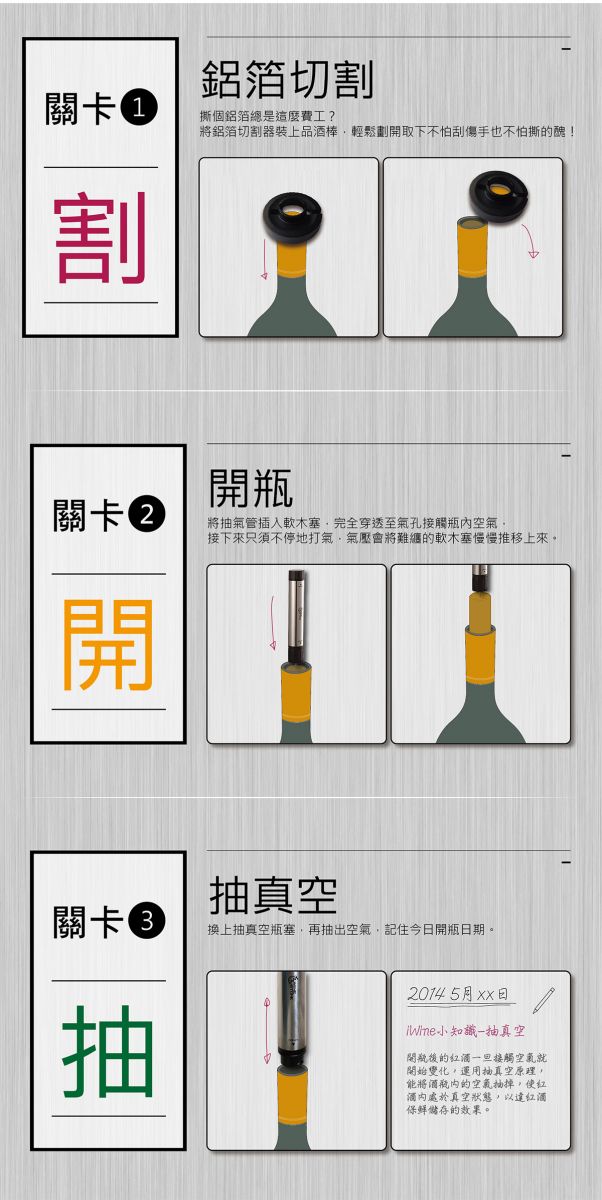 關卡1
割
鋁箔切割
撕個鋁箔總是這麼費工？
將鋁箔切割器裝上品酒棒，輕鬆劃開取下不怕刮傷手也不怕撕的醜！
關卡2
開
開瓶
將抽氣管插入軟木塞，完全穿透至氣孔接觸瓶內空氣，
接下來只須不停地打氣，氣壓會將難纏的軟木塞慢慢推移上來。
關卡3
抽
抽真空
換上抽真空瓶塞，再抽出空氣，記住今日開瓶日期。
2014 5月xx日
iWine小知識-抽真空
開瓶後的紅酒一旦接觸空氣就
開始變化，運用抽真空原理，
能將酒瓶內的空氣抽掉，使紅
酒內處於真空狀態，以達紅酒
保鮮儲存的效果。